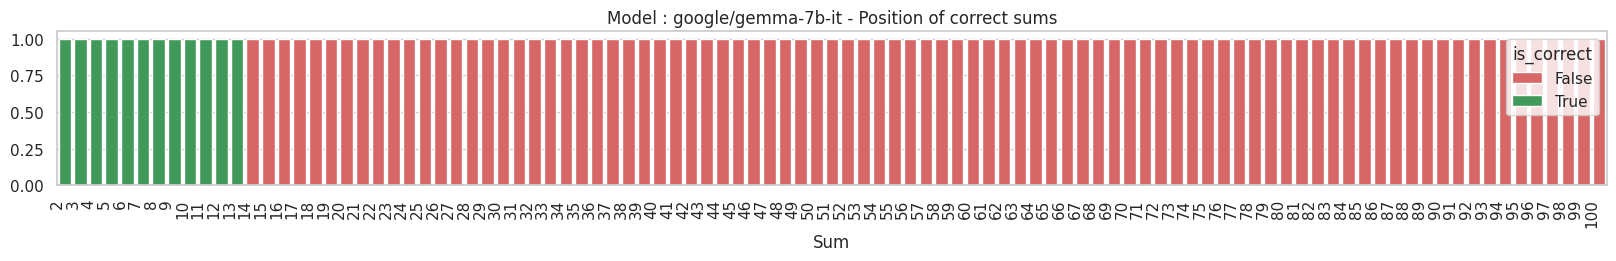 Model : google/gemma-7b-it - Position of correct sums
1.00
0.75
0.50
0.25
0.00
is_correct
False
True
2 3 4 5 6 7 8 9 10 11 12 13 14 15 16 17 18 19 20 21 22 23 24 25 26 27 28 29 30 31 32 33 34 35 36 37 38 39 40 41 42 43 44 45 46 47 48 49 50 51 52 53 54 55 56 57 58 59 60 61 62 63 64 65 66 67 68 69 70 71 72 73 74 75 76 77 78 79 80 81 82 83 84 85 86 87 88 89 90 91 92 93 94 95 96 97 98 99 100
Sum